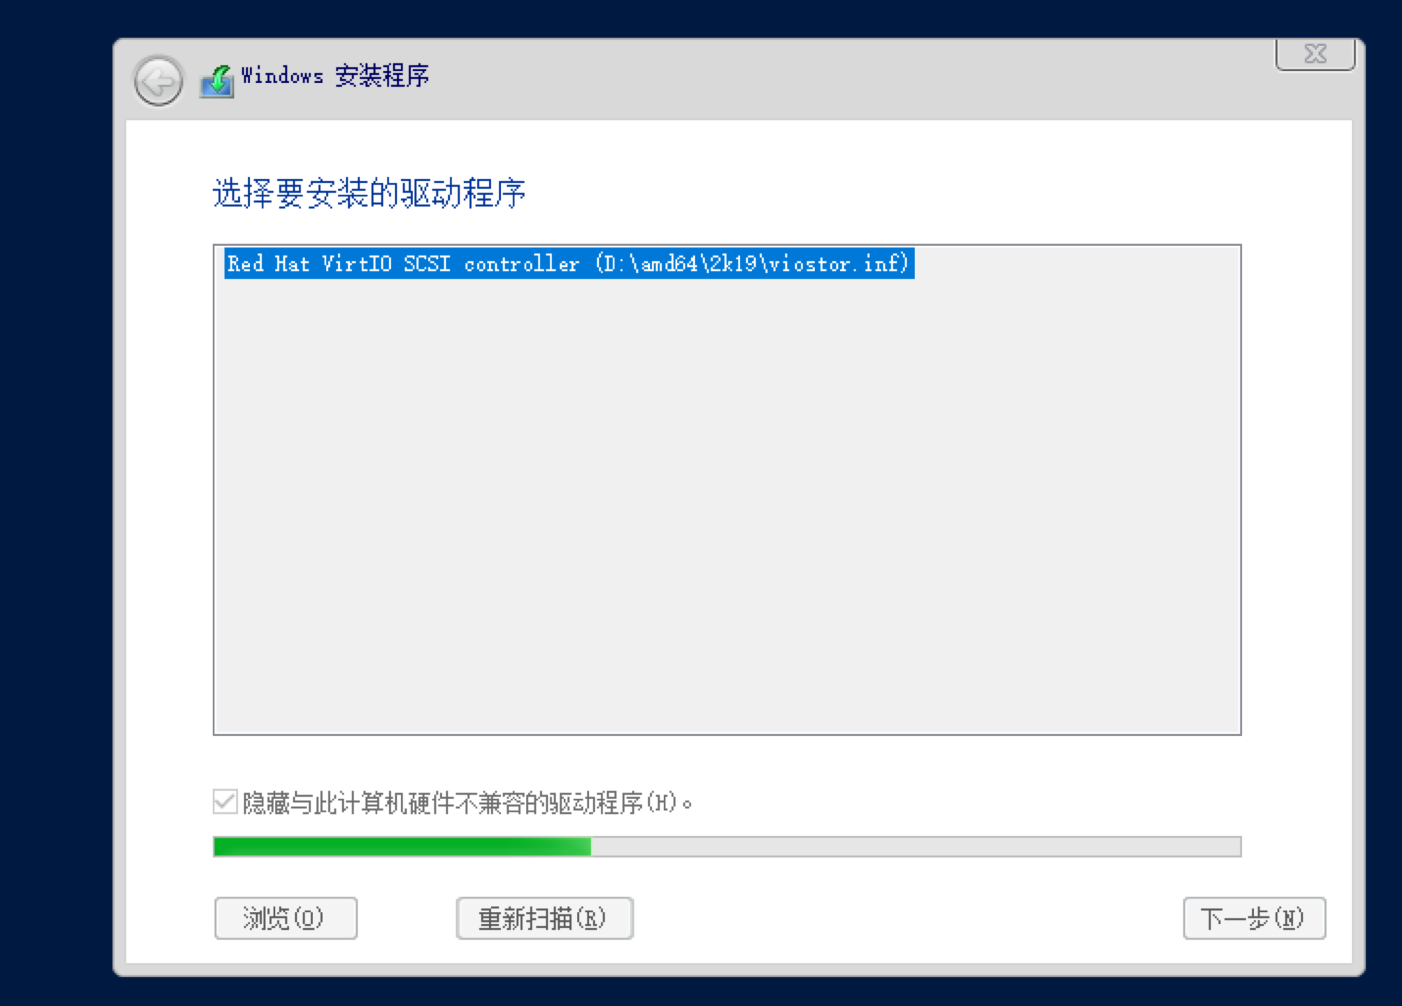 Windows 安装程序
选择要安装的驱动程序
Red Hat VirtIO SCSI controller (D:\amd64\2k19\viostor.inf)
隐藏与此计算机硬件不兼容的驱动程序(H)。
浏览(O)
重新扫描(R)
下一步(N)